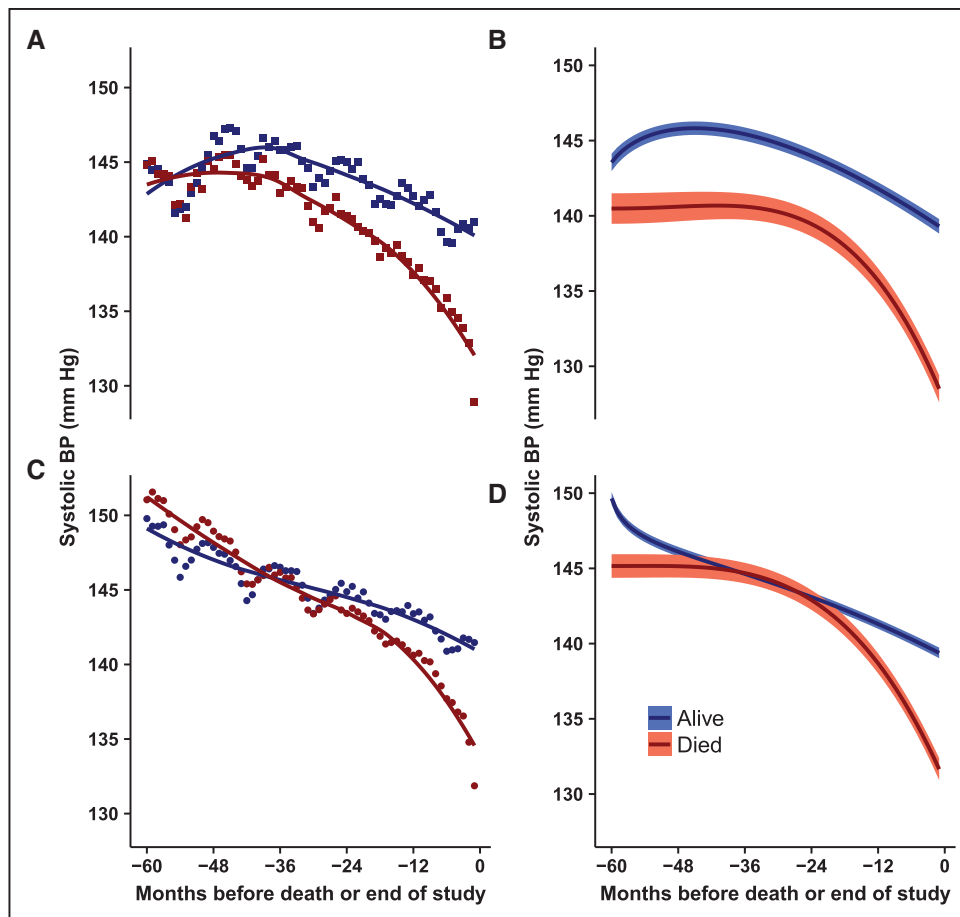 A
B
150
145
140
135
130
150
145
140
135
130
Systolic BP (mm Hg)
Systolic BP (mm Hg)
C
D
150
145
140
135
130
150
145
140
135
130
Alive
Died
−60 −48 −36 −24 −12 0
−60 −48 −36 −24 −12 0
Months before death or end of study
Months before death or end of study